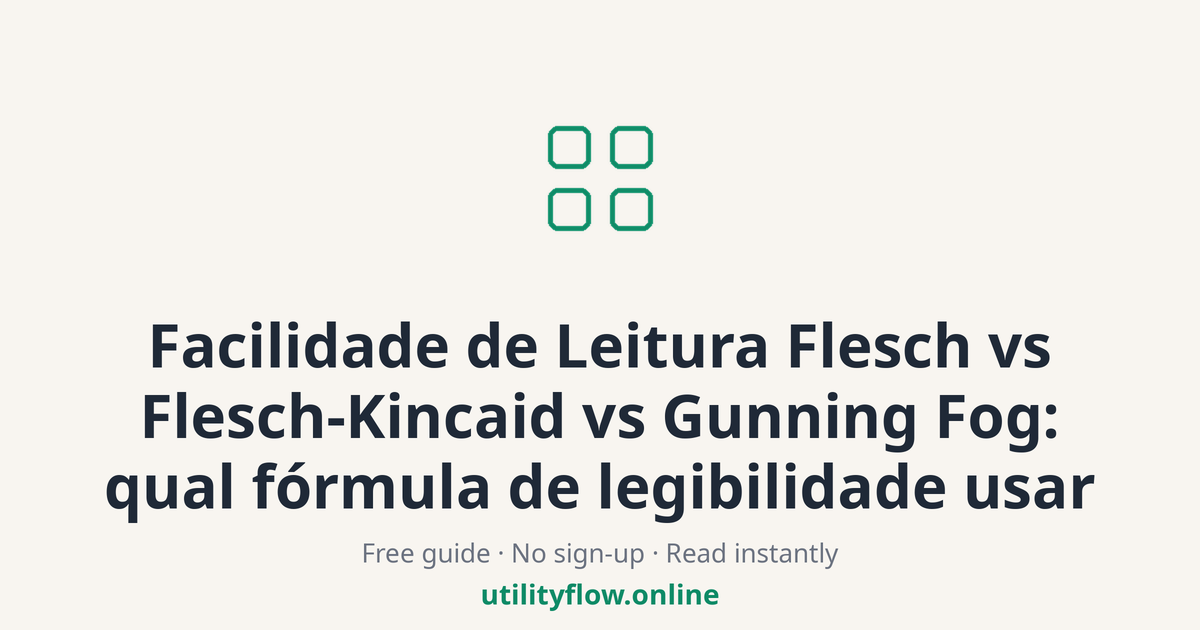 Facilidade de Leitura Flesch vs
Flesch-Kincaid vs Gunning Fog:
qual fórmula de legibilidade usar
Free guide · No sign-up · Read instantly
utilityflow.online